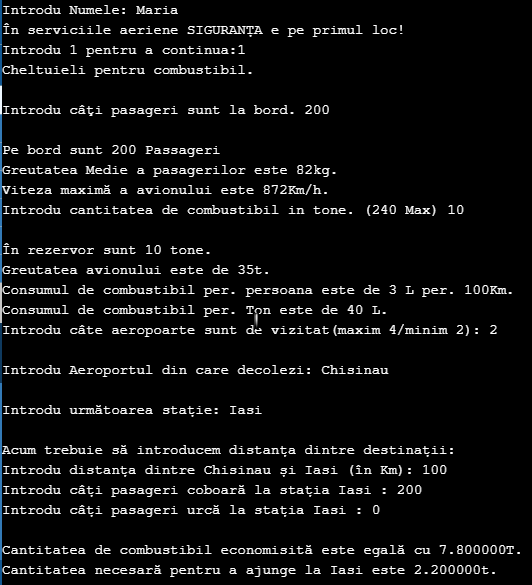 Introdu Numele: Maria
În serviciile aeriene SIGURANȚA e pe primul loc!
Introdu 1 pentru a continua:1
Cheltuieli pentru combustibil.
Introdu câți pasageri sunt la bord. 200
Pe bord sunt 200 Passageri
Greutatea Medie a pasagerilor este 82kg.
Viteza maximă a avionului este 872Km/h.
Introdu cantitatea de combustibil in tone. (240 Max) 10
În rezervor sunt 10 tone.
Greutatea avionului este de 35t.
Consumul de combustibil per. persoana este de 3 L per. 100Km.
Consumul de combustibil per. Ton este de 40 L.
Introdu câte aeropoarte sunt de vizitat(maxim 4/minim 2): 2
Introdu Aeroportul din care decolezi: Chisinau
Introdu următoarea stație: Iasi
Acum trebuie să introducem distanța dintre destinații:
Introdu distanța dintre Chisinau și Iasi (în Km): 100
Introdu câți pasageri coboară la stația Iasi : 200
Introdu câți pasageri urcă la stația Iasi : 0
Cantitatea de combustibil economisită este egală cu 7.800000T.
Cantitatea necesară pentru a ajunge la Iasi este 2.200000t.